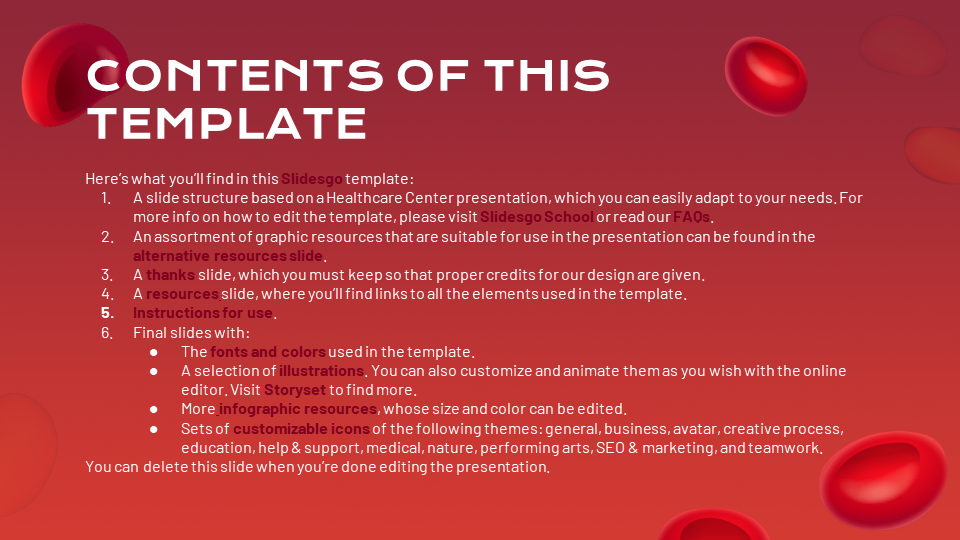 CONTENTS OF THIS
TEMPLATE
Here's what you'll find in this Slidesgo template:
1. A slide structure based on a Healthcare Center presentation, which you can easily adapt to your needs. For
more info on how to edit the template, please visit Slidesgo School or read our FAQs.
2. An assortment of graphic resources that are suitable for use in the presentation can be found in the
alternative resources slide.
3. A thanks slide, which you must keep so that proper credits for our design are given.
4. A resources slide, where you'll find links to all the elements used in the template.
5. Instructions for use.
6. Final slides with:
● The fonts and colors used in the template.
● A selection of illustrations. You can also customize and animate them as you wish with the online
editor. Visit Storyset to find more.
● More infographic resources, whose size and color can be edited.
● Sets of customizable icons of the following themes: general, business, avatar, creative process,
education, help & support, medical, nature, performing arts, SEO & marketing, and teamwork.
You can delete this slide when you're done editing the presentation.